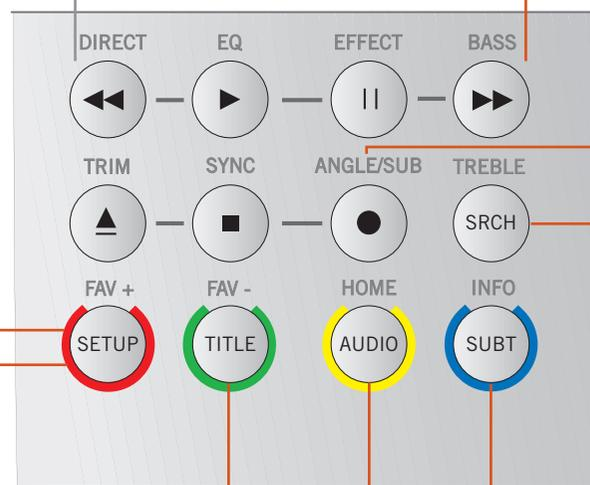 DIRECT EQ EFFECT BASS
TRIM SYNC ANGLE/SUB TREBLE
SRCH
FAV + FAV - HOME INFO
SETUP TITLE AUDIO SUBT